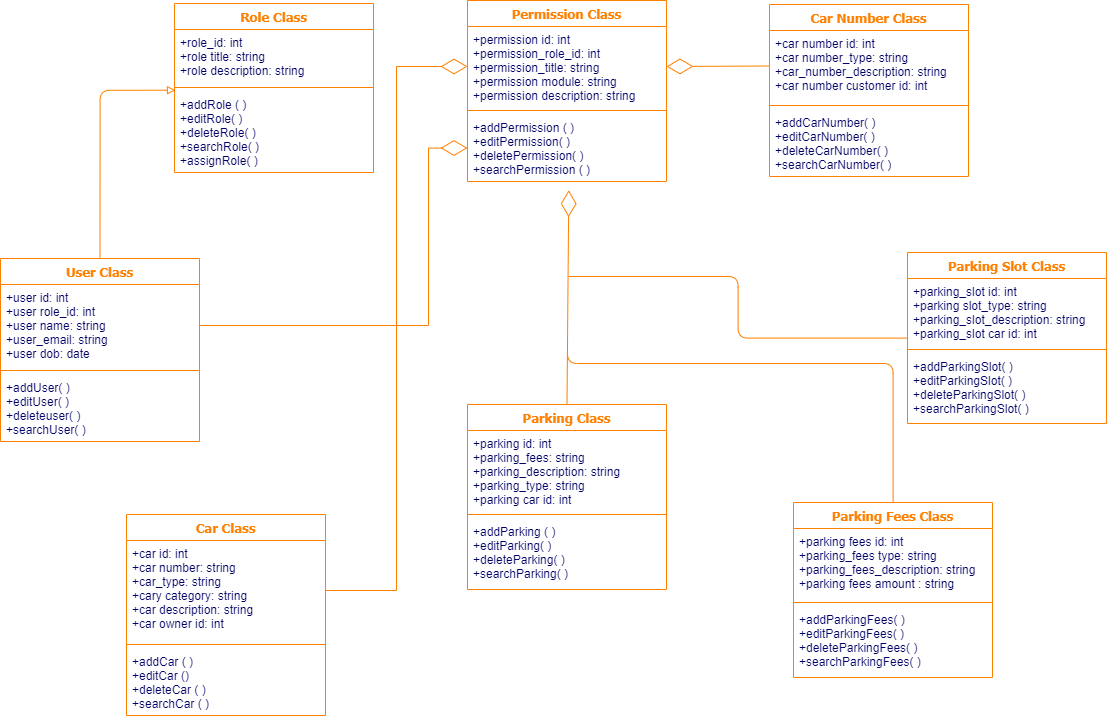 Role Class
+role_id: int
+role title: string
+role description: string
+addRole ( )
+editRole( )
+deleteRole( )
+searchRole( )
+assignRole( )
Permission Class
+permission id: int
+permission_role_id: int
+permission_title: string
+permission module: string
+permission description: string
+addPermission ( )
+editPermission( )
+deletePermission( )
+searchPermission ( )
Car Number Class
+car number id: int
+car number_type: string
+car_number_description: string
+car number customer id: int
+addCarNumber( )
+editCarNumber( )
+deleteCarNumber( )
+searchCarNumber( )
User Class
+user id: int
+user role_id: int
+user name: string
+user_email: string
+user dob: date
+addUser( )
+editUser( )
+deleteuser( )
+searchUser( )
Parking Slot Class
+parking_slot id: int
+parking slot_type: string
+parking_slot_description: string
+parking_slot car id: int
+addParkingSlot( )
+editParkingSlot( )
+deleteParkingSlot( )
+searchParkingSlot( )
Parking Class
+parking id: int
+parking_fees: string
+parking_description: string
+parking_type: string
+parking car id: int
+addParking ( )
+editParking( )
+deleteParking( )
+searchParking( )
Car Class
+car id: int
+car number: string
+car_type: string
+cary category: string
+car description: string
+car owner id: int
+addCar ( )
+editCar ()
+deleteCar ( )
+searchCar ( )
Parking Fees Class
+parking fees id: int
+parking_fees type: string
+parking_fees_description: string
+parking fees amount : string
+addParkingFees( )
+editParkingFees( )
+deleteParkingFees( )
+searchParkingFees( )